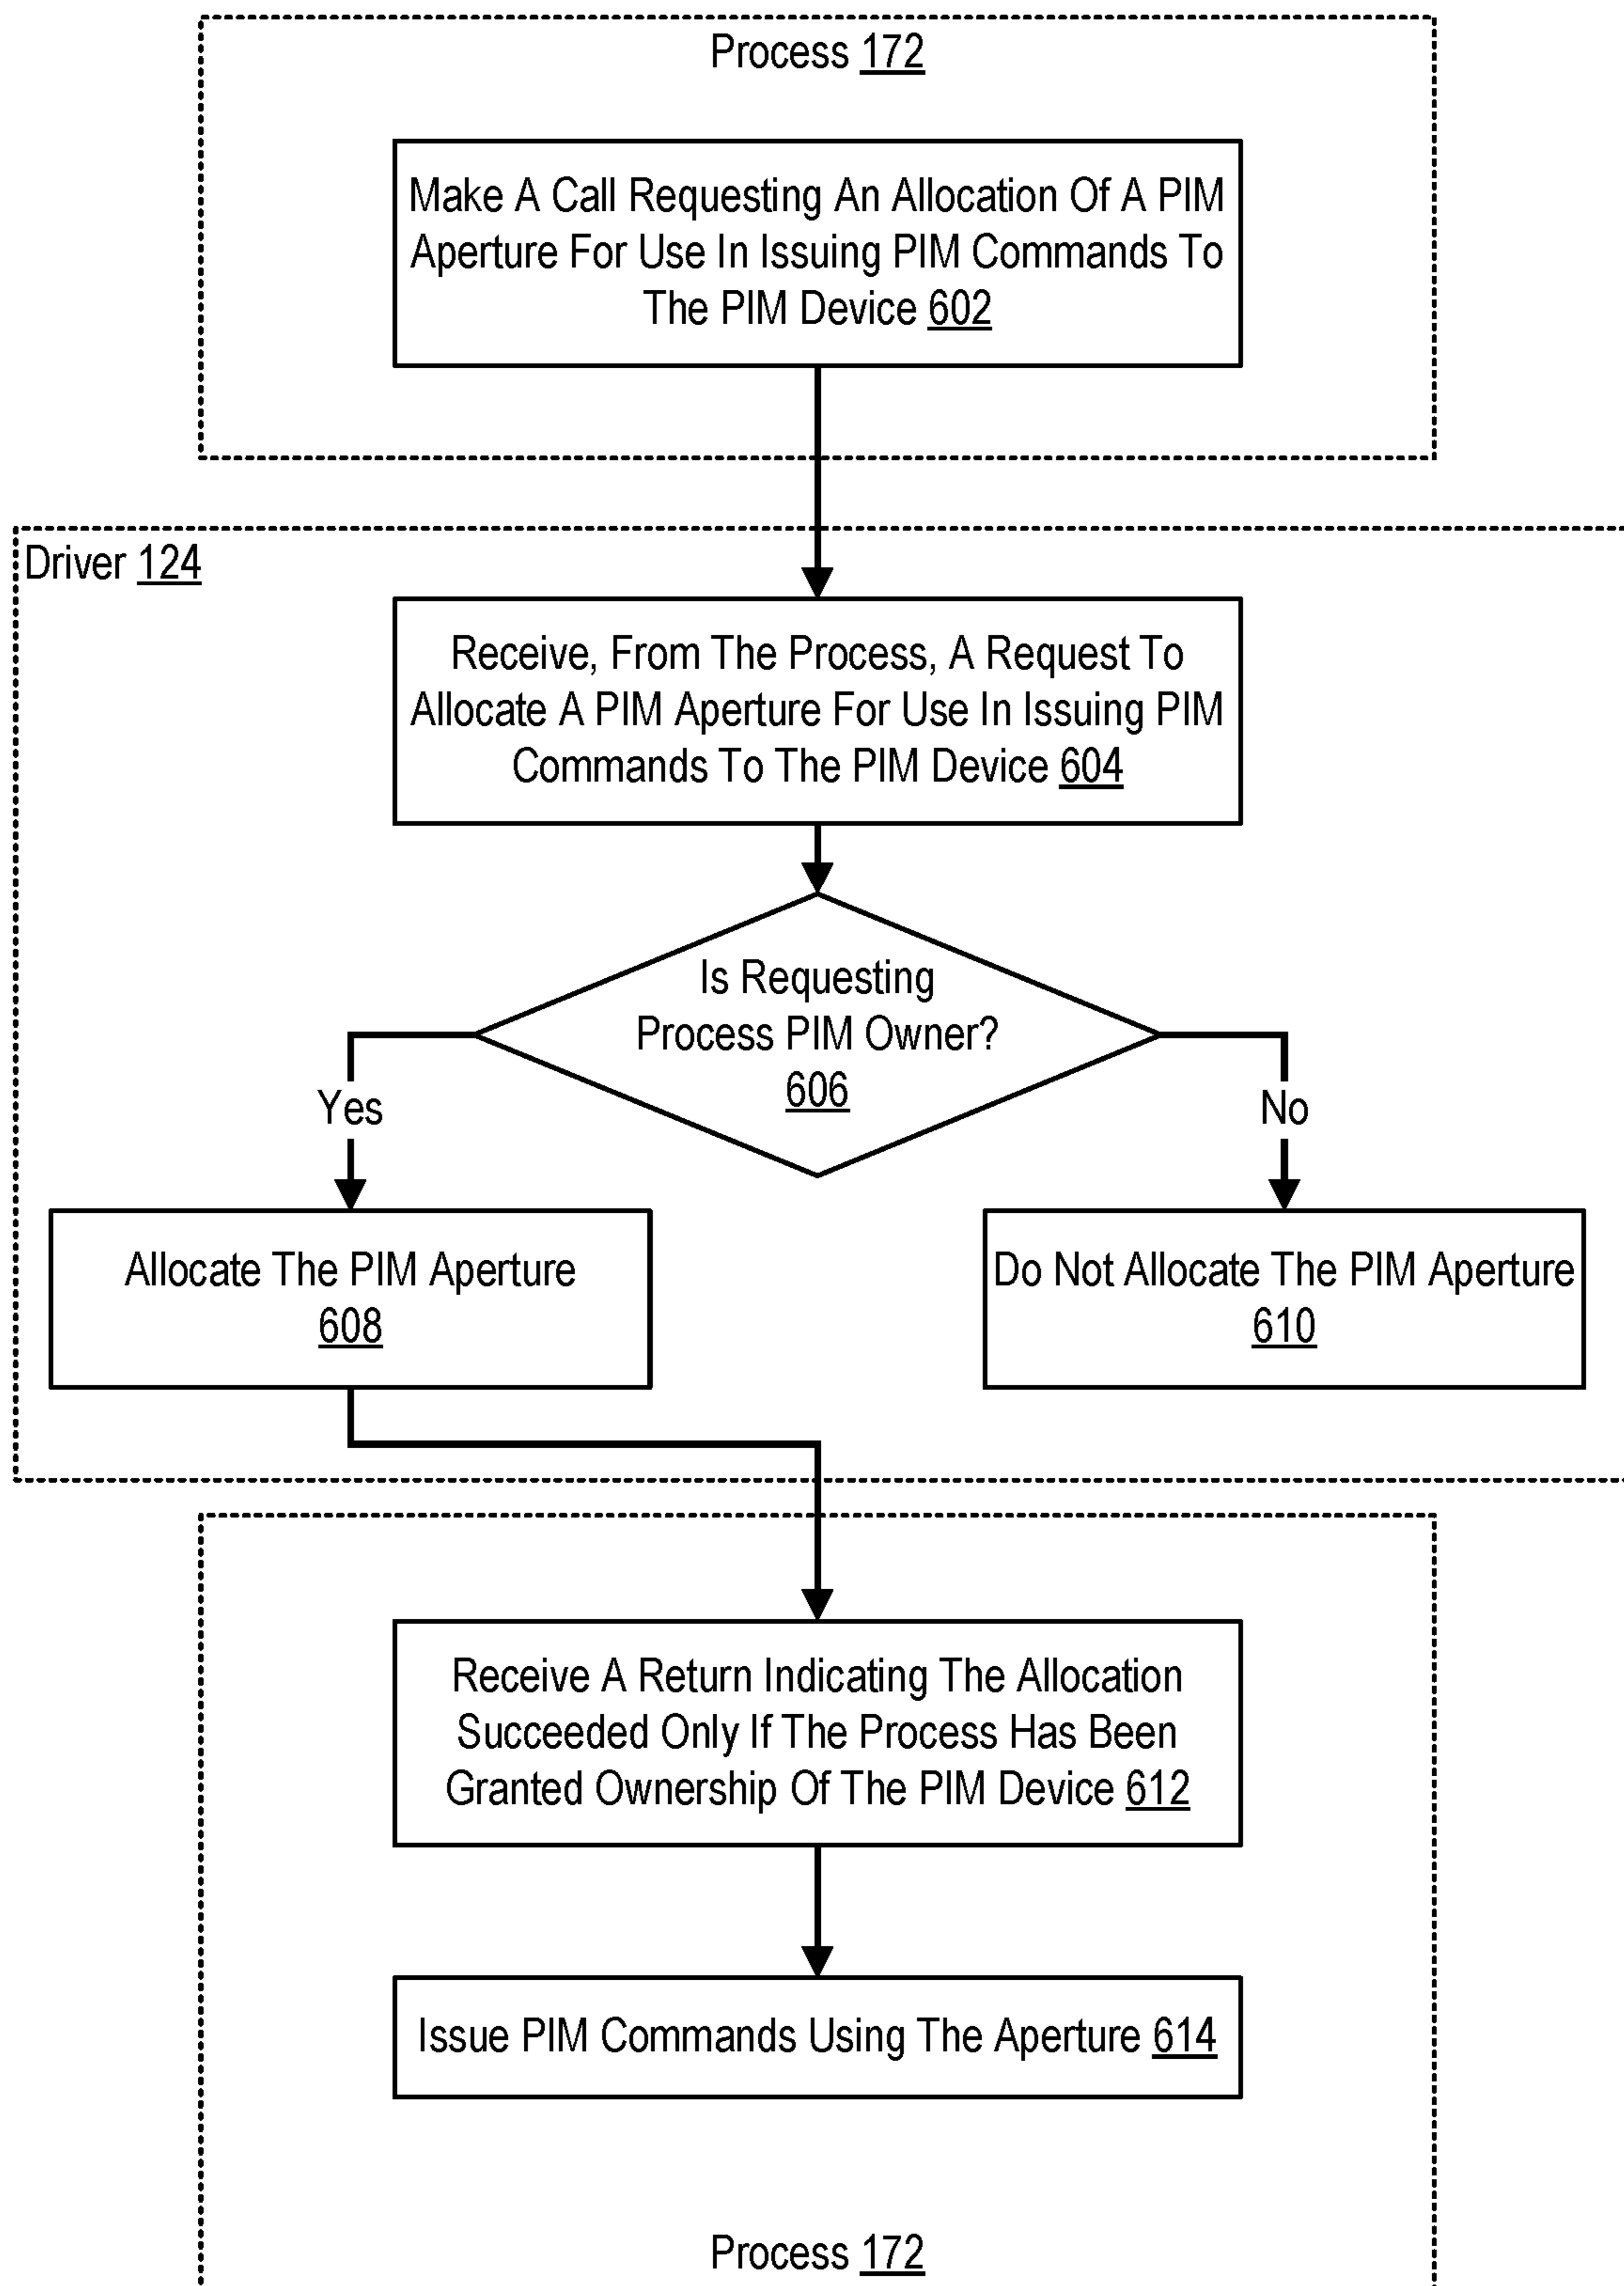 Process 172
Make A Call Requesting An Allocation Of A PIM
Aperture For Use In Issuing PIM Commands To
The PIM Device 602
Driver 124
Receive, From The Process, A Request To
Allocate A PIM Aperture For Use In Issuing PIM
Commands To The PIM Device 604
Is Requesting
Process PIM Owner?
606
Yes
No
Allocate The PIM Aperture
608
Do Not Allocate The PIM Aperture
610
Receive A Return Indicating The Allocation
Succeeded Only If The Process Has Been
Granted Ownership Of The PIM Device 612
Issue PIM Commands Using The Aperture 614
Process 172